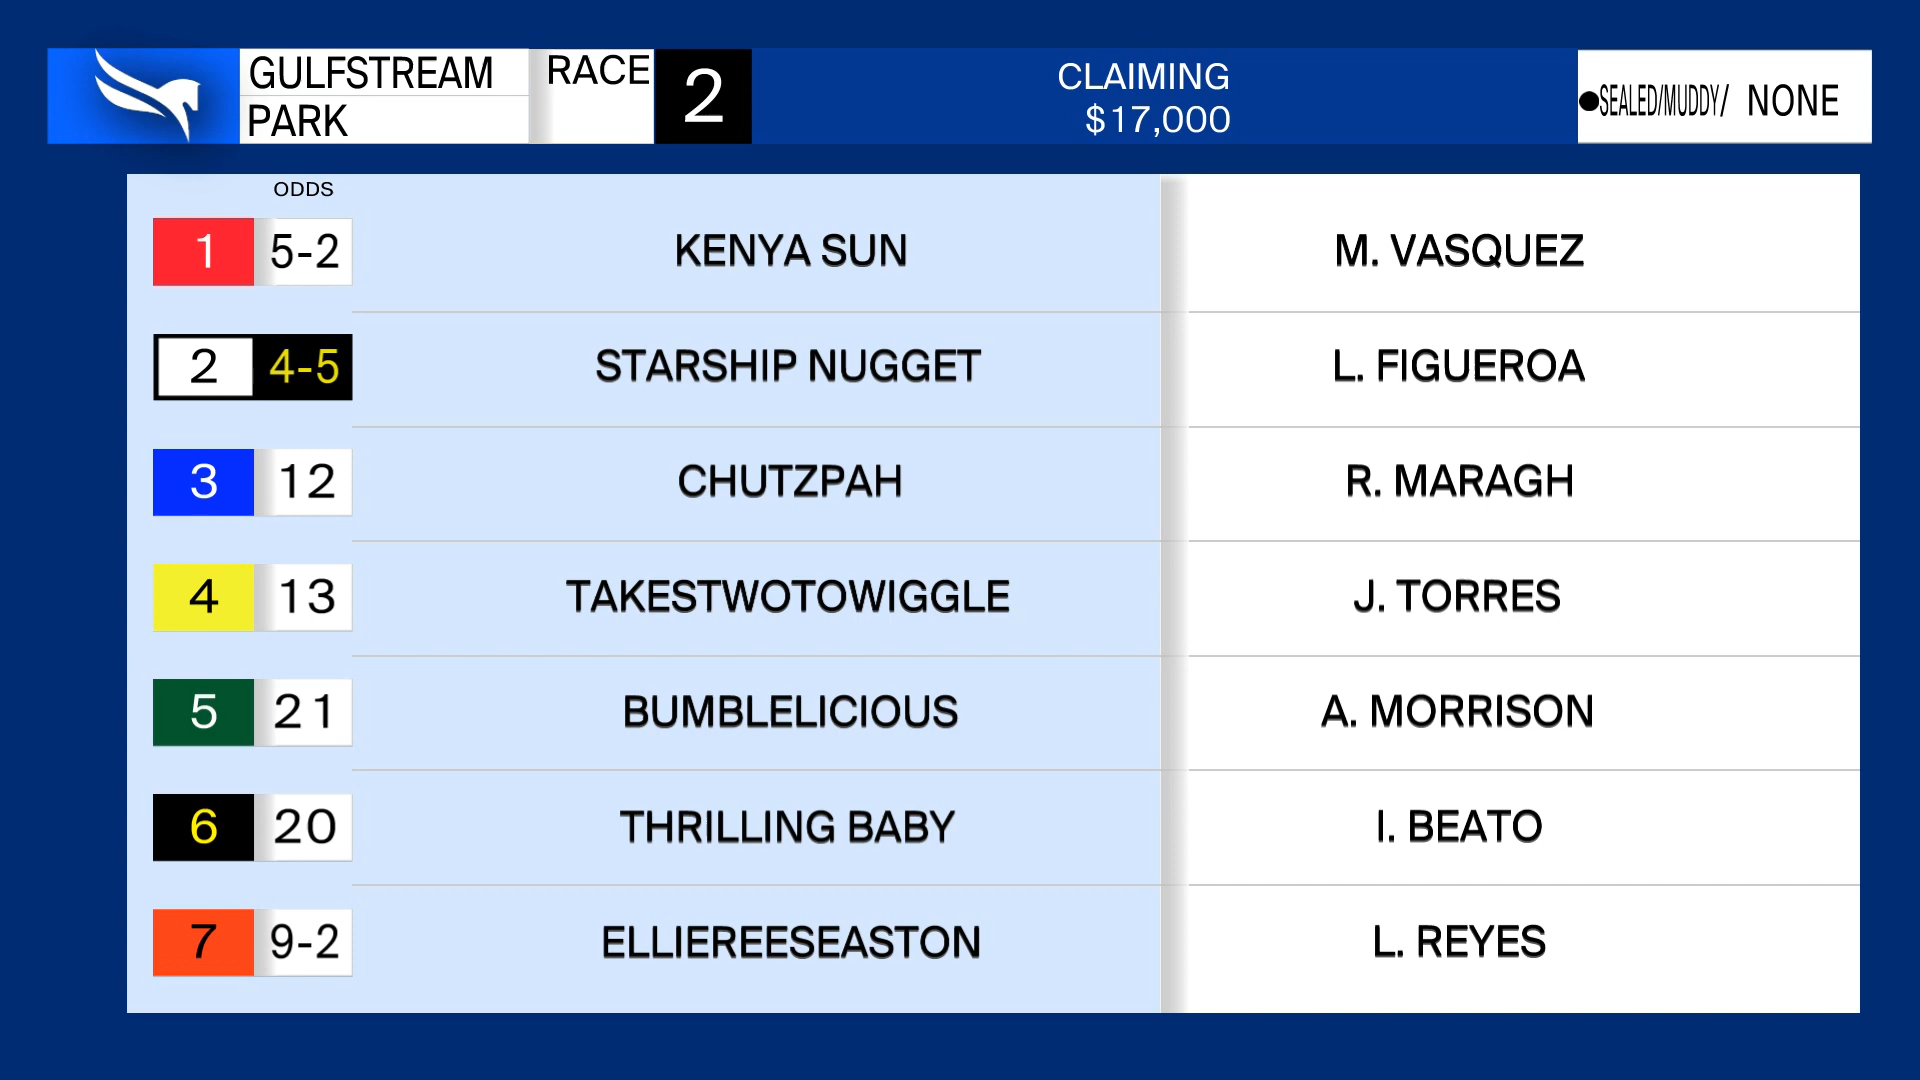 GULFSTREAM
PARK
RACE
2
CLAIMING
$17,000
●SEALED/MUDDY/ NONE
ODDS
1 5-2 KENYA SUN M. VASQUEZ
2 4-5 STARSHIP NUGGET L. FIGUEROA
3 12 CHUTZPAH R. MARAGH
4 13 TAKESTWOTOWIGGLE J. TORRES
5 21 BUMBLELICIOUS A. MORRISON
6 20 THRILLING BABY I. BEATO
7 9-2 ELLIEREESEASTON L. REYES